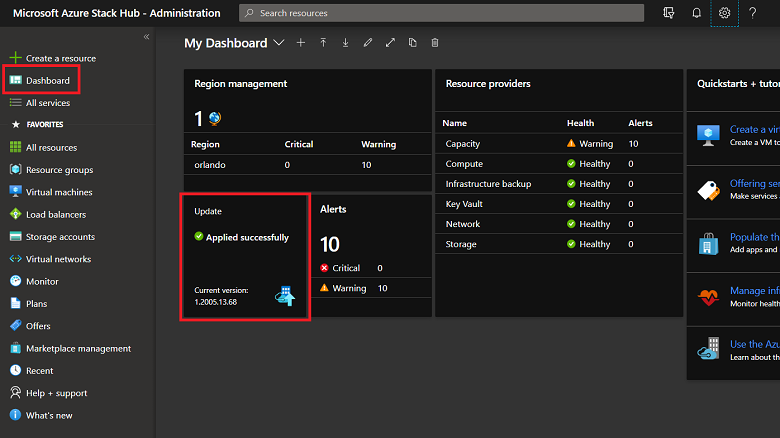 Microsoft Azure Stack Hub - Administration
Search resources
?
«
Create a resource
Dashboard
All services
FAVORITES
All resources
Resource groups
Virtual machines
Load balancers
Storage accounts
Virtual networks
Monitor
Plans
Offers
Marketplace management
Recent
Help + support
What's new
My Dashboard
Region management
1
Region Critical Warning
orlando 0 10
Update
Applied successfully
Current version:
1.2005.13.68
Alerts
10
Critical 0
Warning 10
Resource providers
Name Health Alerts
Capacity Warning 10
Compute Healthy 0
Infrastructure backup Healthy 0
Key Vault Healthy 0
Network Healthy 0
Storage Healthy 0
Quickstarts + tutor
Create a vir
Create a VM to
Offering ser
Make services
Populate th
Add apps and
Manage infr
Monitor health
Use the Azu
Learn about th